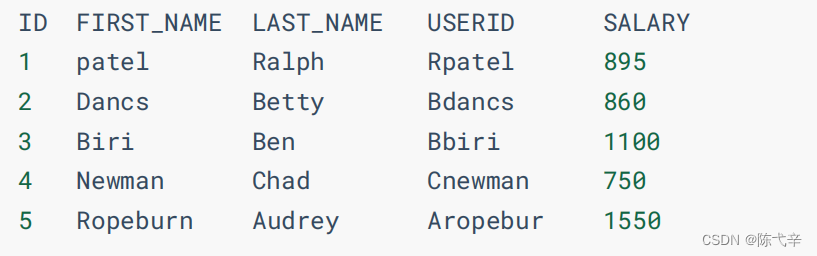 ID FIRST_NAME LAST_NAME USERID SALARY
1 patel Ralph Rpatel 895
2 Dancs Betty Bdancs 860
3 Biri Ben Bbiri 1100
4 Newman Chad Cnewman 750
5 Ropeburn Audrey Aropebur 1550
CSDN @陈弋辛